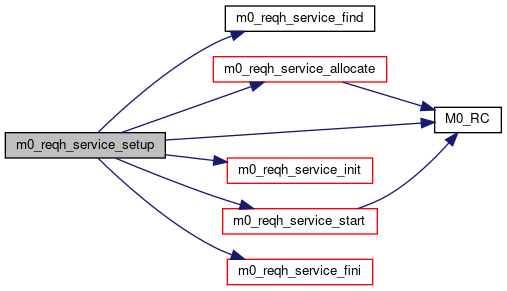 m0_reqh_service_find
m0_reqh_service_allocate
M0_RC
m0_reqh_service_setup
m0_reqh_service_init
m0_reqh_service_start
m0_reqh_service_fini